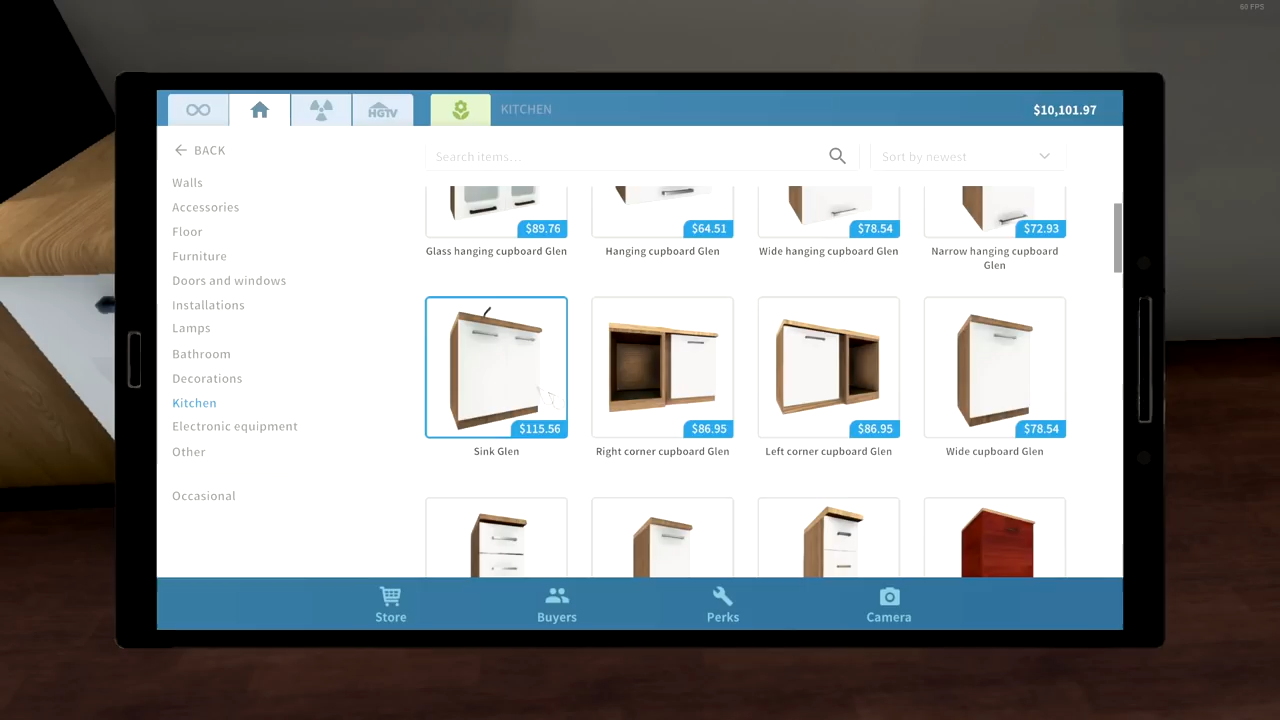 60 FPS
HGTV
KITCHEN
$10,101.97
BACK
Search items...
Sort by newest
Walls
Accessories
Floor
Furniture
Doors and windows
Installations
Lamps
Bathroom
Decorations
Kitchen
Electronic equipment
Other
Occasional
$89.76
$64.51
$78.54
$72.93
Glass hanging cupboard Glen
Hanging cupboard Glen
Wide hanging cupboard Glen
Narrow hanging cupboard
Glen
$115.56
$86.95
$86.95
$78.54
Sink Glen
Right corner cupboard Glen
Left corner cupboard Glen
Wide cupboard Glen
Store
Buyers
Perks
Camera